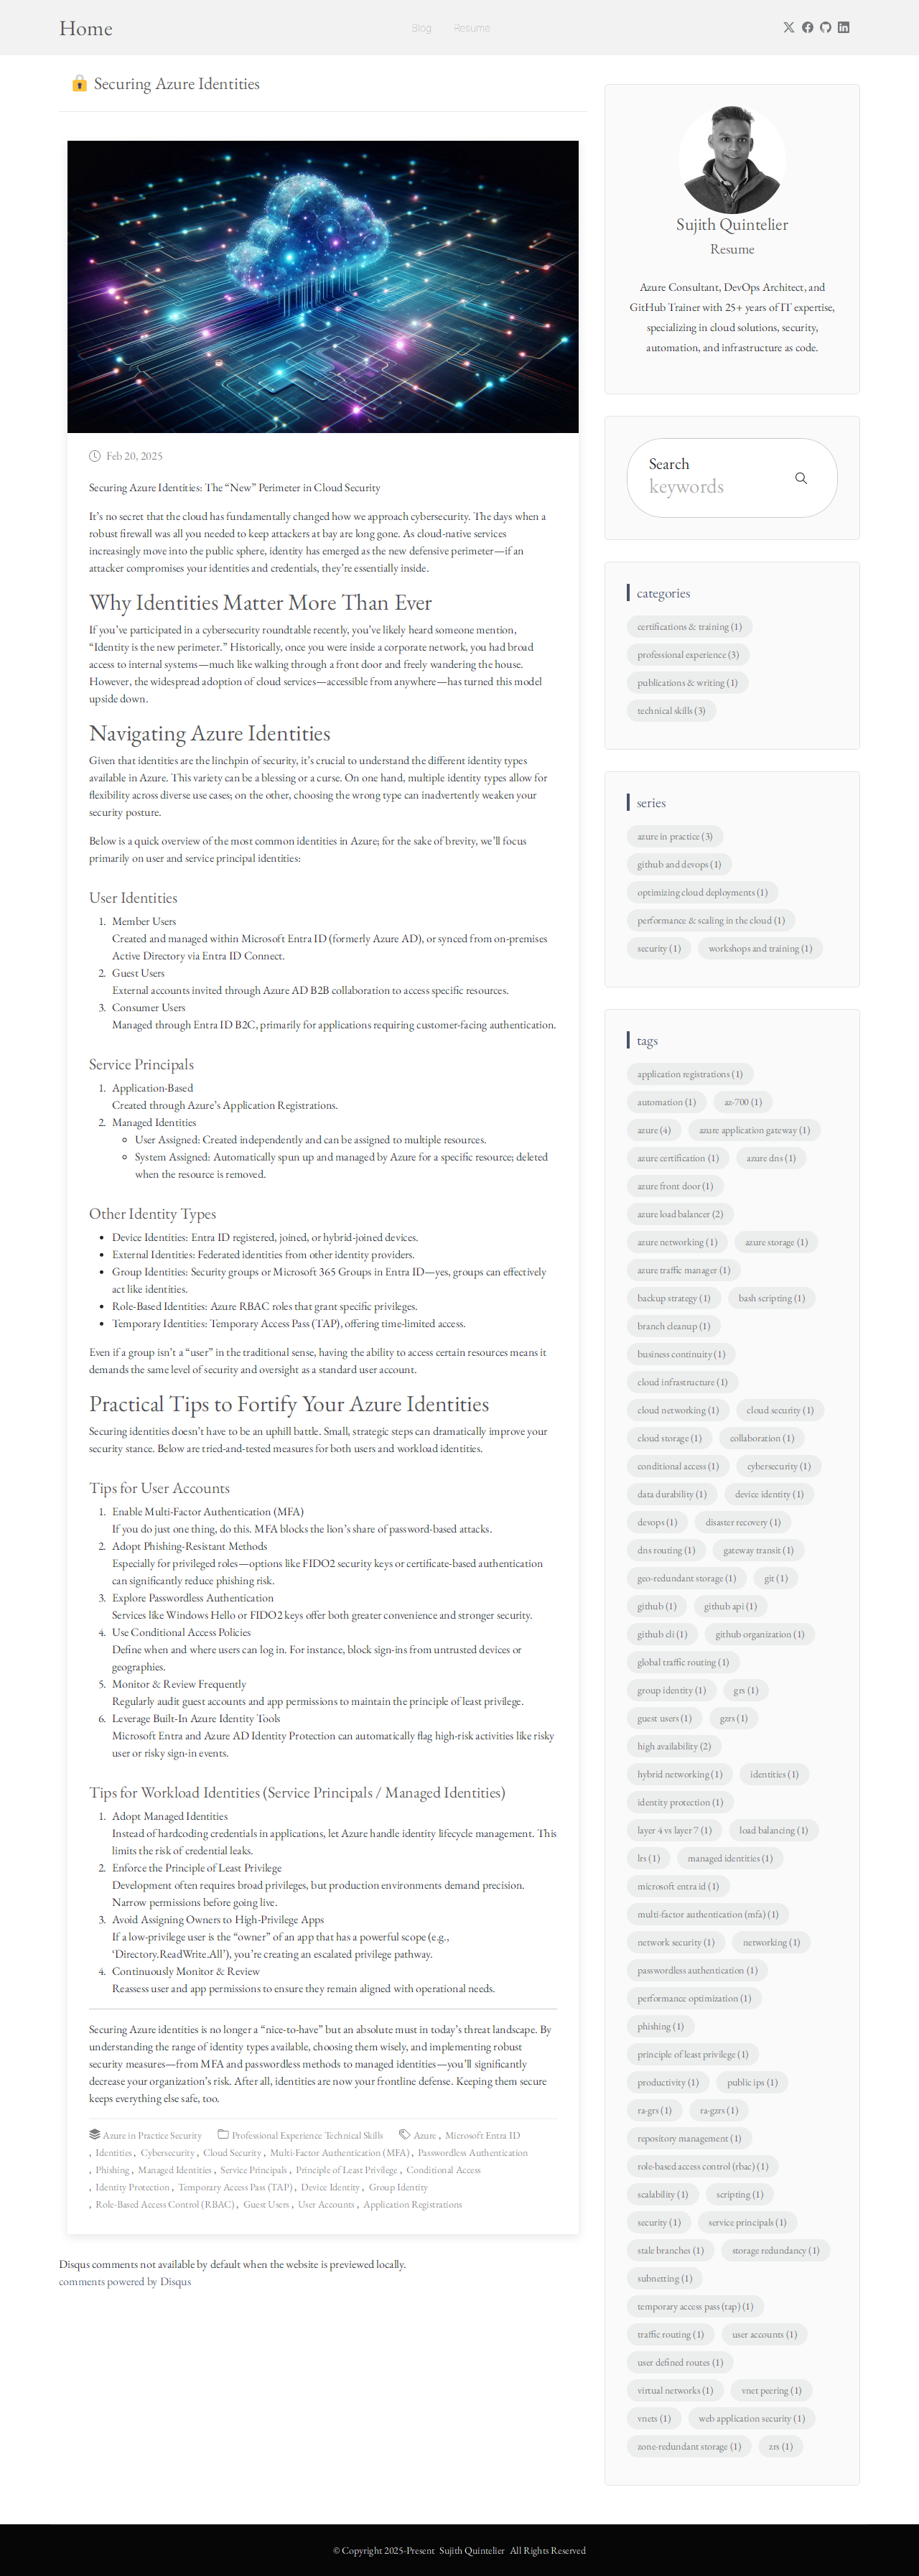 Home
Blog
Resume
Securing Azure Identities
Feb 20, 2025
Securing Azure Identities: The “New” Perimeter in Cloud Security
It’s no secret that the cloud has fundamentally changed how we approach cybersecurity. The days when a
robust firewall was all you needed to keep attackers at bay are long gone. As cloud-native services
increasingly move into the public sphere, identity has emerged as the new defensive perimeter—if an
attacker compromises your identities and credentials, they’re essentially inside.
Why Identities Matter More Than Ever
If you’ve participated in a cybersecurity roundtable recently, you’ve likely heard someone mention,
“Identity is the new perimeter.” Historically, once you were inside a corporate network, you had broad
access to internal systems—much like walking through a front door and freely wandering the house.
However, the widespread adoption of cloud services—accessible from anywhere—has turned this model
upside down.
Navigating Azure Identities
Given that identities are the linchpin of security, it’s crucial to understand the different identity types
available in Azure. This variety can be a blessing or a curse. On one hand, multiple identity types allow for
flexibility across diverse use cases; on the other, choosing the wrong type can inadvertently weaken your
security posture.
Below is a quick overview of the most common identities in Azure; for the sake of brevity, we’ll focus
primarily on user and service principal identities:
User Identities
1. Member Users
Created and managed within Microsoft Entra ID (formerly Azure AD), or synced from on-premises
Active Directory via Entra ID Connect.
2. Guest Users
External accounts invited through Azure AD B2B collaboration to access specific resources.
3. Consumer Users
Managed through Entra ID B2C, primarily for applications requiring customer-facing authentication.
Service Principals
1. Application-Based
Created through Azure’s Application Registrations.
2. Managed Identities
User Assigned: Created independently and can be assigned to multiple resources.
System Assigned: Automatically spun up and managed by Azure for a specific resource; deleted
when the resource is removed.
Other Identity Types
Device Identities: Entra ID registered, joined, or hybrid-joined devices.
External Identities: Federated identities from other identity providers.
Group Identities: Security groups or Microsoft 365 Groups in Entra ID—yes, groups can effectively
act like identities.
Role-Based Identities: Azure RBAC roles that grant specific privileges.
Temporary Identities: Temporary Access Pass (TAP), offering time-limited access.
Even if a group isn’t a “user” in the traditional sense, having the ability to access certain resources means it
demands the same level of security and oversight as a standard user account.
Practical Tips to Fortify Your Azure Identities
Securing identities doesn’t have to be an uphill battle. Small, strategic steps can dramatically improve your
security stance. Below are tried-and-tested measures for both users and workload identities.
Tips for User Accounts
1. Enable Multi-Factor Authentication (MFA)
If you do just one thing, do this. MFA blocks the lion’s share of password-based attacks.
2. Adopt Phishing-Resistant Methods
Especially for privileged roles—options like FIDO2 security keys or certificate-based authentication
can significantly reduce phishing risk.
3. Explore Passwordless Authentication
Services like Windows Hello or FIDO2 keys offer both greater convenience and stronger security.
4. Use Conditional Access Policies
Define when and where users can log in. For instance, block sign-ins from untrusted devices or
geographies.
5. Monitor & Review Frequently
Regularly audit guest accounts and app permissions to maintain the principle of least privilege.
6. Leverage Built-In Azure Identity Tools
Microsoft Entra and Azure AD Identity Protection can automatically flag high-risk activities like risky
user or risky sign-in events.
Tips for Workload Identities (Service Principals / Managed Identities)
1. Adopt Managed Identities
Instead of hardcoding credentials in applications, let Azure handle identity lifecycle management. This
limits the risk of credential leaks.
2. Enforce the Principle of Least Privilege
Development often requires broad privileges, but production environments demand precision.
Narrow permissions before going live.
3. Avoid Assigning Owners to High-Privilege Apps
If a low-privilege user is the “owner” of an app that has a powerful scope (e.g.,
‘Directory.ReadWrite.All’), you’re creating an escalated privilege pathway.
4. Continuously Monitor & Review
Reassess user and app permissions to ensure they remain aligned with operational needs.
Securing Azure identities is no longer a “nice-to-have” but an absolute must in today’s threat landscape. By
understanding the range of identity types available, choosing them wisely, and implementing robust
security measures—from MFA and passwordless methods to managed identities—you’ll significantly
decrease your organization’s risk. After all, identities are now your frontline defense. Keeping them secure
keeps everything else safe, too.
Azure in Practice Security Professional Experience Technical Skills Azure , Microsoft Entra ID
, Identities , Cybersecurity , Cloud Security , Multi-Factor Authentication (MFA) , Passwordless Authentication
, Phishing , Managed Identities , Service Principals , Principle of Least Privilege , Conditional Access
, Identity Protection , Temporary Access Pass (TAP) , Device Identity , Group Identity
, Role-Based Access Control (RBAC) , Guest Users , User Accounts , Application Registrations
Disqus comments not available by default when the website is previewed locally.
comments powered by Disqus
Sujith Quintelier
Resume
Azure Consultant, DevOps Architect, and
GitHub Trainer with 25+ years of IT expertise,
specializing in cloud solutions, security,
automation, and infrastructure as code.
Search
keywords
categories
certifications & training (1)
professional experience (3)
publications & writing (1)
technical skills (3)
series
azure in practice (3)
github and devops (1)
optimizing cloud deployments (1)
performance & scaling in the cloud (1)
security (1) workshops and training (1)
tags
application registrations (1)
automation (1) az-700 (1)
azure (4) azure application gateway (1)
azure certification (1) azure dns (1)
azure front door (1)
azure load balancer (2)
azure networking (1) azure storage (1)
azure traffic manager (1)
backup strategy (1) bash scripting (1)
branch cleanup (1)
business continuity (1)
cloud infrastructure (1)
cloud networking (1) cloud security (1)
cloud storage (1) collaboration (1)
conditional access (1) cybersecurity (1)
data durability (1) device identity (1)
devops (1) disaster recovery (1)
dns routing (1) gateway transit (1)
geo-redundant storage (1) git (1)
github (1) github api (1)
github cli (1) github organization (1)
global traffic routing (1)
group identity (1) grs (1)
guest users (1) gzrs (1)
high availability (2)
hybrid networking (1) identities (1)
identity protection (1)
layer 4 vs layer 7 (1) load balancing (1)
lrs (1) managed identities (1)
microsoft entra id (1)
multi-factor authentication (mfa) (1)
network security (1) networking (1)
passwordless authentication (1)
performance optimization (1)
phishing (1)
principle of least privilege (1)
productivity (1) public ips (1)
ra-grs (1) ra-gzrs (1)
repository management (1)
role-based access control (rbac) (1)
scalability (1) scripting (1)
security (1) service principals (1)
stale branches (1) storage redundancy (1)
subnetting (1)
temporary access pass (tap) (1)
traffic routing (1) user accounts (1)
user defined routes (1)
virtual networks (1) vnet peering (1)
vnets (1) web application security (1)
zone-redundant storage (1) zrs (1)
© Copyright 2025-Present Sujith Quintelier All Rights Reserved